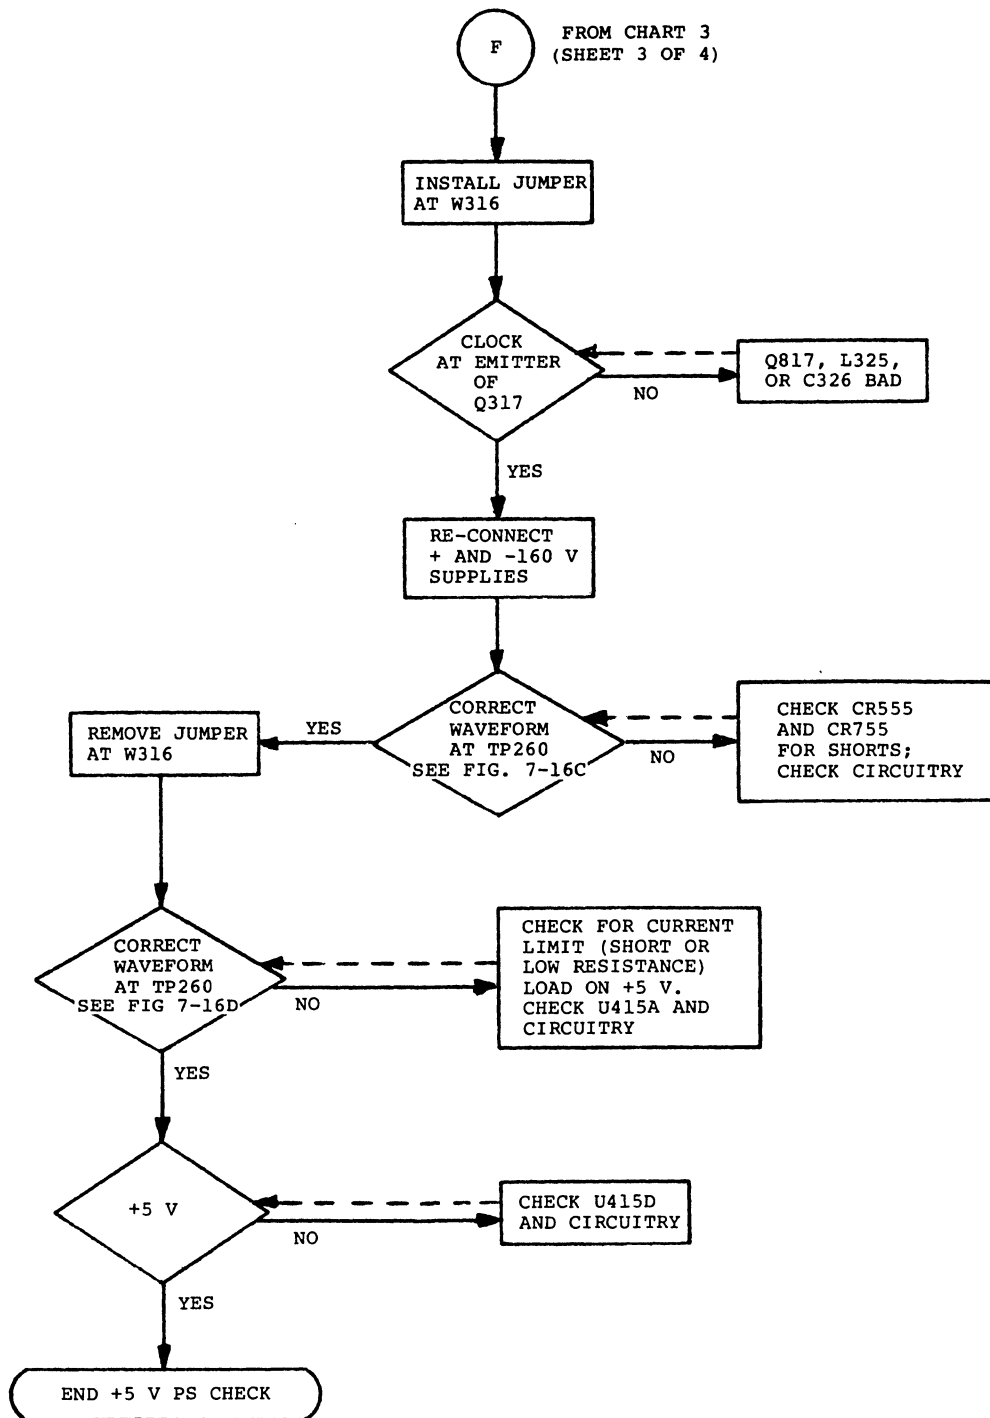 F
FROM CHART 3
(SHEET 3 OF 4)
INSTALL JUMPER
AT W316
CLOCK
AT EMITTER
OF
Q317
NO
Q817, L325,
OR C326 BAD
YES
RE-CONNECT
+ AND -160 V
SUPPLIES
CORRECT
WAVEFORM
AT TP260
SEE FIG. 7-16C
NO
CHECK CR555
AND CR755
FOR SHORTS;
CHECK CIRCUITRY
YES
REMOVE JUMPER
AT W316
CORRECT
WAVEFORM
AT TP260
SEE FIG 7-16D
NO
CHECK FOR CURRENT
LIMIT (SHORT OR
LOW RESISTANCE)
LOAD ON +5 V.
CHECK U415A AND
CIRCUITRY
YES
+5 V
NO
CHECK U415D
AND CIRCUITRY
YES
END +5 V PS CHECK